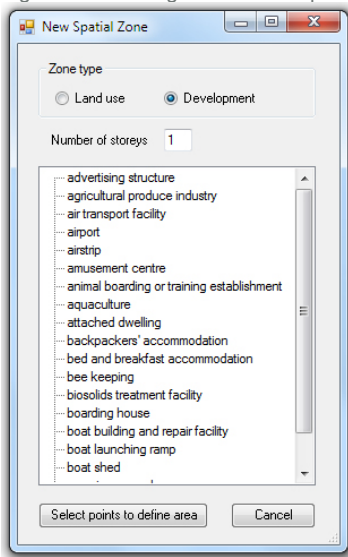 New Spatial Zone
Zone type
Land use Development
Number of storeys 1
advertising structure
agricultural produce industry
air transport facility
airport
airstrip
amusement centre
animal boarding or training establishment
aquaculture
attached dwelling
backpackers' accommodation
bed and breakfast accommodation
bee keeping
biosolids treatment facility
boarding house
boat building and repair facility
boat launching ramp
boat shed
Select points to define area Cancel